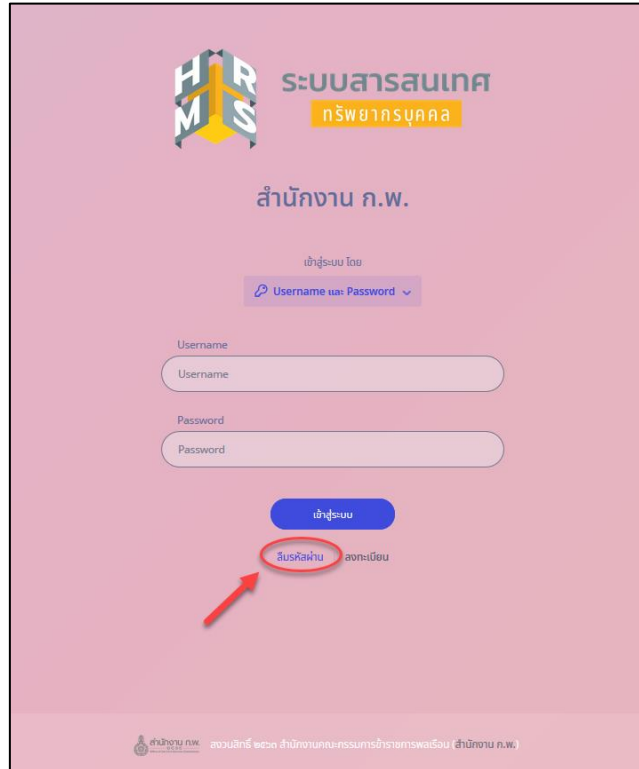 HR
MS
ระบบสารสนเทศ
ทรัพยากรบุคคล
สำนักงาน ก.พ.
เข้าสู่ระบบ โดย
Username และ Password
Username
Username
Password
Password
เข้าสู่ระบบ
ลืมรหัสผ่าน ลงทะเบียน
สำนักงาน ก.พ. สงวนลิขสิทธิ์ ๒๕๖๓ สำนักงานคณะกรรมการข้าราชการพลเรือน (สำนักงาน ก.พ.)